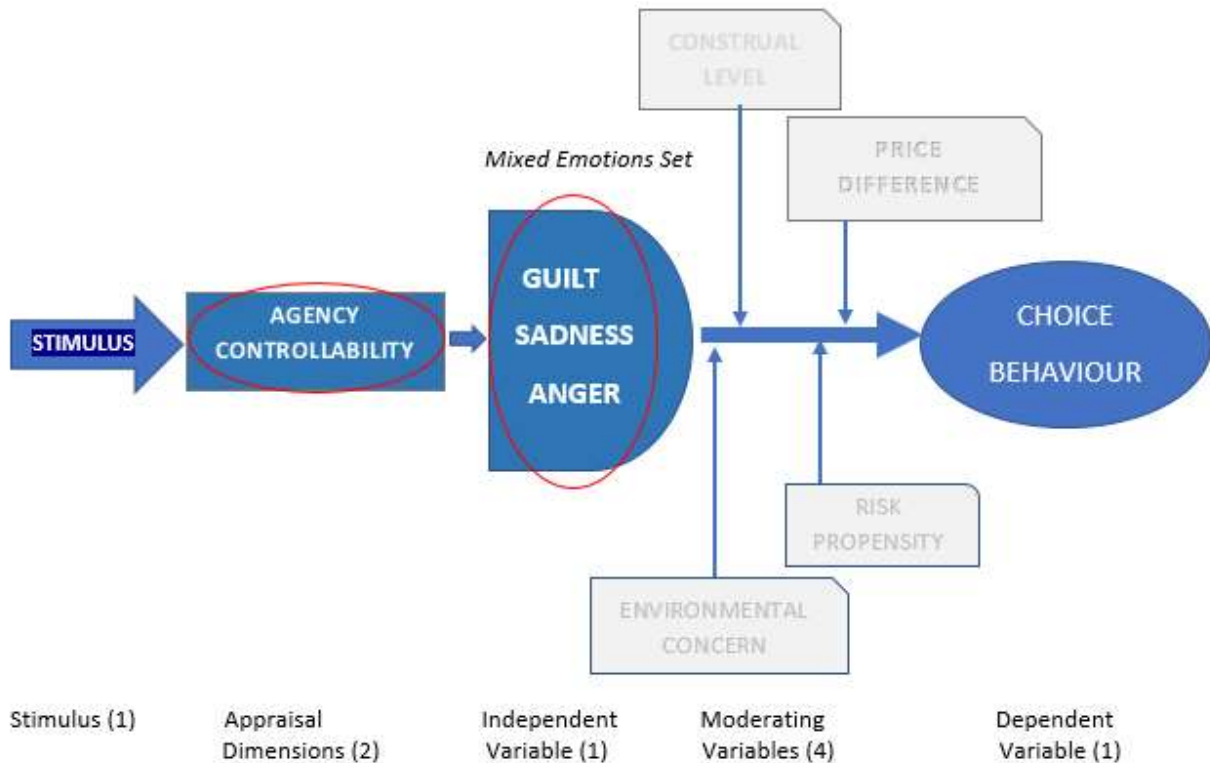 CONSTRUAL
LEVEL
PRICE
DIFFERENCE
Mixed Emotions Set
STIMULUS
AGENCY
CONTROLLABILITY
GUILT
SADNESS
ANGER
CHOICE
BEHAVIOUR
RISK
PROPENSITY
ENVIRONMENTAL
CONCERN
Stimulus (1)
Appraisal
Dimensions (2)
Independent
Variable (1)
Moderating
Variables (4)
Dependent
Variable (1)